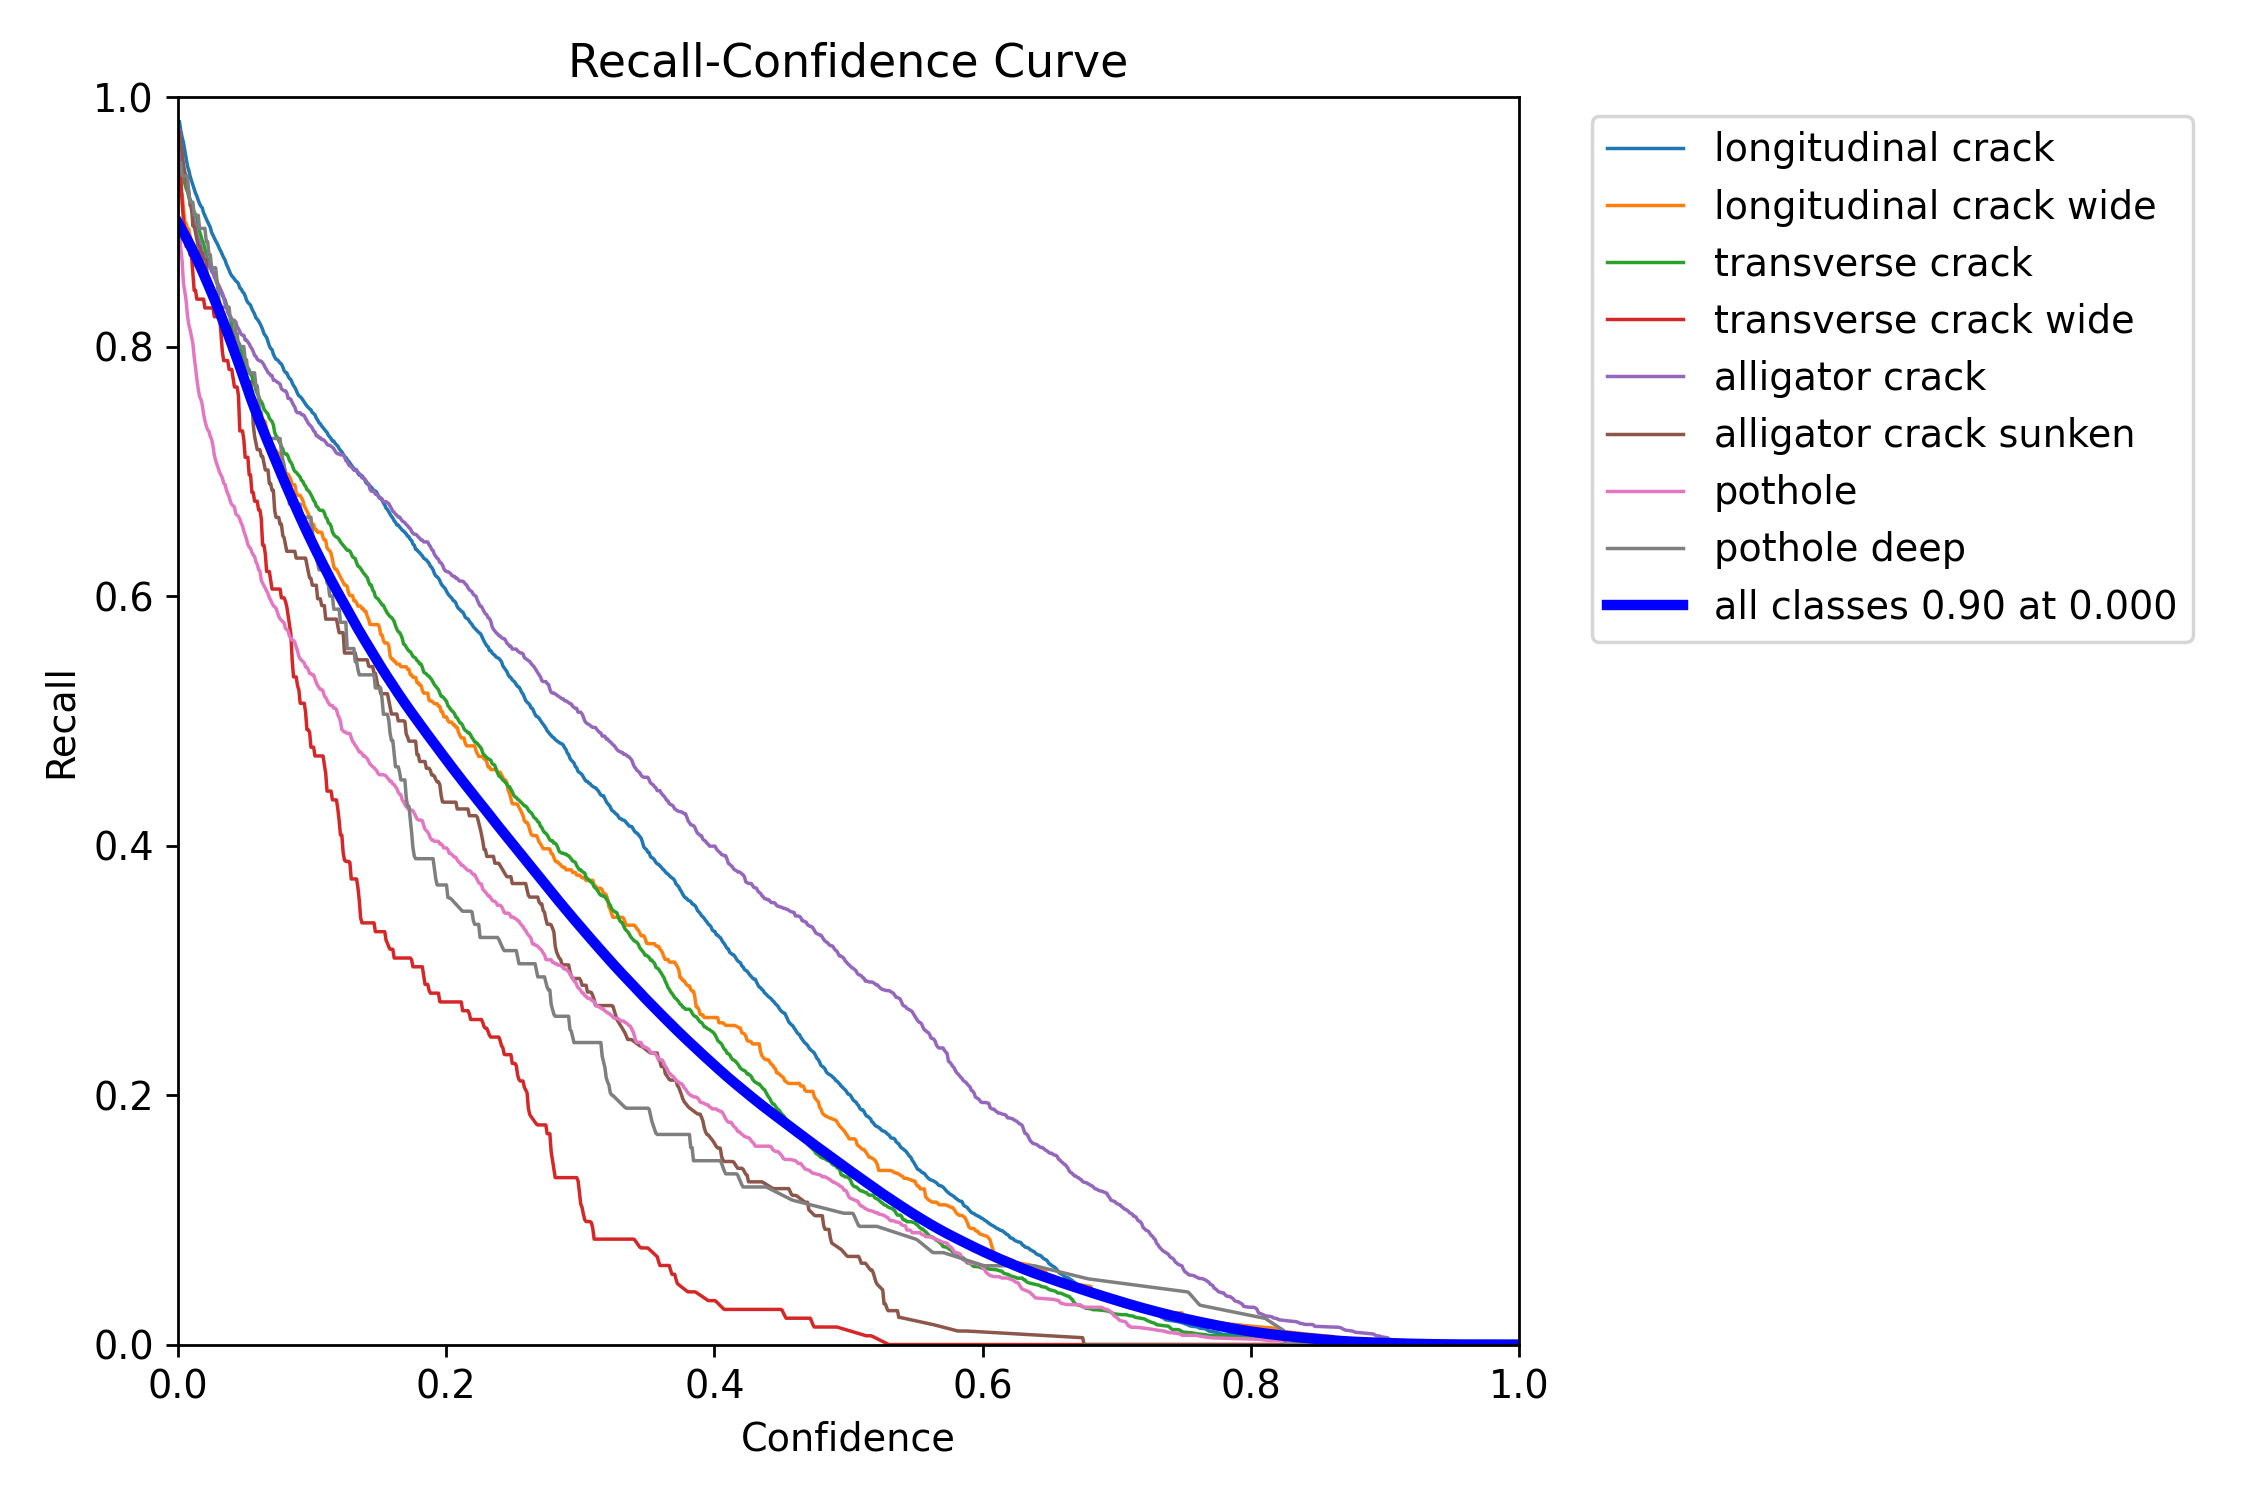 Recall-Confidence Curve
1.0
0.8
0.6
0.4
0.2
0.0
Recall
0.0 0.2 0.4 0.6 0.8 1.0
Confidence
longitudinal crack
longitudinal crack wide
transverse crack
transverse crack wide
alligator crack
alligator crack sunken
pothole
pothole deep
all classes 0.90 at 0.000